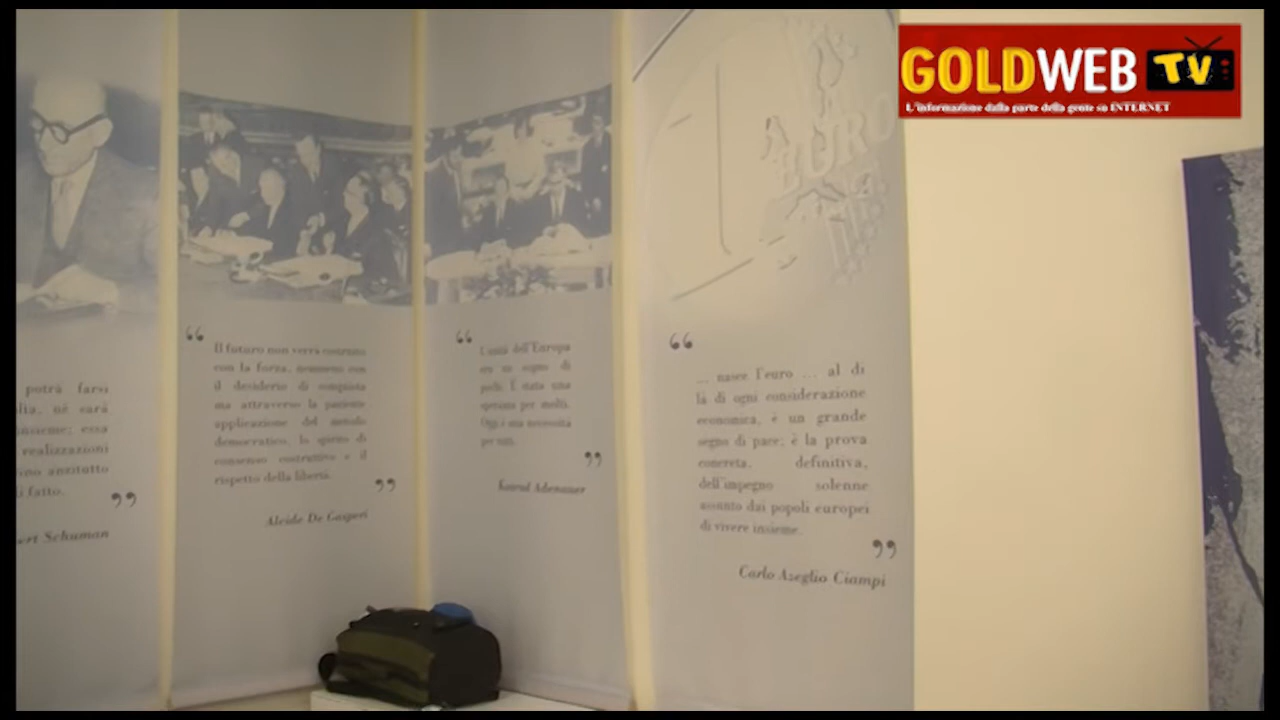 GOLDWEB TV
L'informazione dalla parte della gente su INTERNET
EURO
potrà farsi
né sarà
insieme; essa
realizzazioni
anzitutto
di fatto.
”
Schuman
“
Il futuro non verrà costruito
con la forza, nemmeno con
il desiderio di conquista
ma attraverso la paziente
applicazione del metodo
democratico, lo spirito di
consenso costruttivo e il
rispetto della libertà.
”
Alcide De Gasperi
“
L'unità dell'Europa
era un sogno di
pochi. È stata una
speranza per molti.
Oggi è una necessità
per tutti.
”
Konrad Adenauer
“
... nasce l'euro ... al di
là di ogni considerazione
economica, è un grande
segno di pace; è la prova
concreta, definitiva,
dell'impegno solenne
assunto dai popoli europei
di vivere insieme.
”
Carlo Azeglio Ciampi